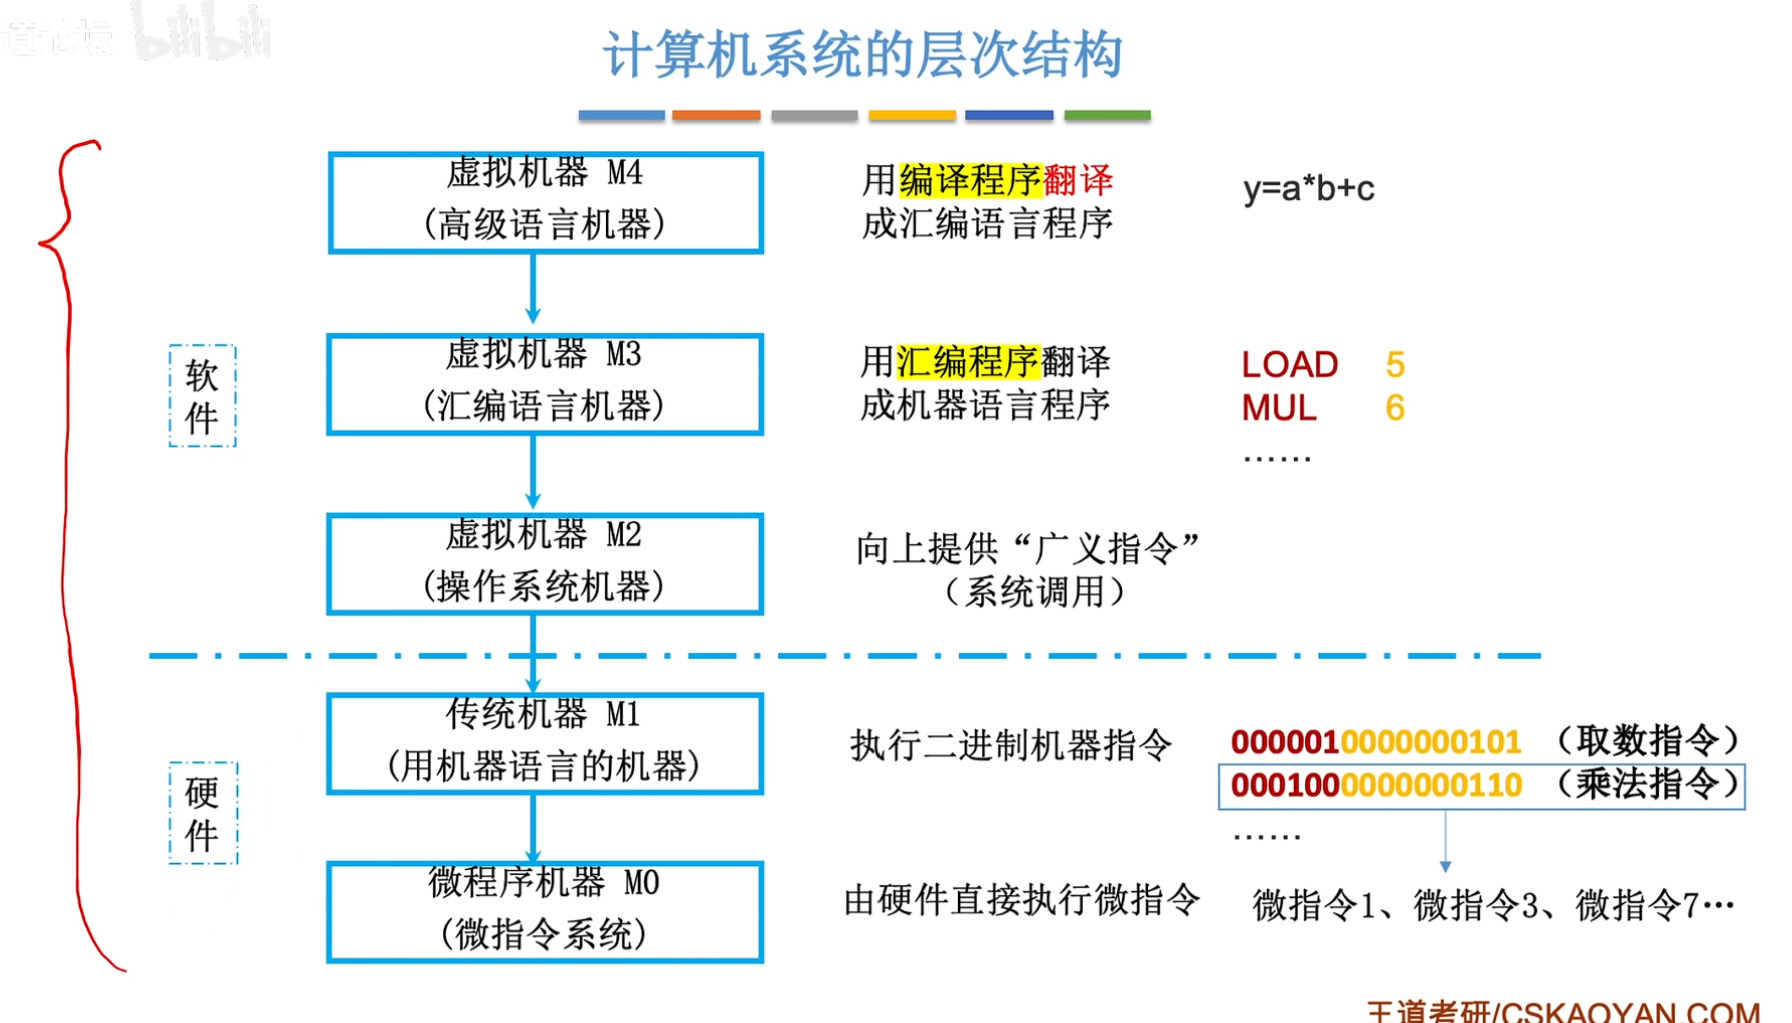 道论坛 bilibili
计算机系统的层次结构
虚拟机器 M4
(高级语言机器)
用编译程序翻译
成汇编语言程序
y=a*b+c
软
件
虚拟机器 M3
(汇编语言机器)
用汇编程序翻译
成机器语言程序
LOAD 5
MUL 6
……
虚拟机器 M2
(操作系统机器)
向上提供“广义指令”
（系统调用）
硬
件
传统机器 M1
(用机器语言的机器)
执行二进制机器指令
0000010000000101 （取数指令）
0001000000000110 （乘法指令）
……
微程序机器 M0
(微指令系统)
由硬件直接执行微指令
微指令1、微指令3、微指令7…
王道考研/CSKAOYAN.COM